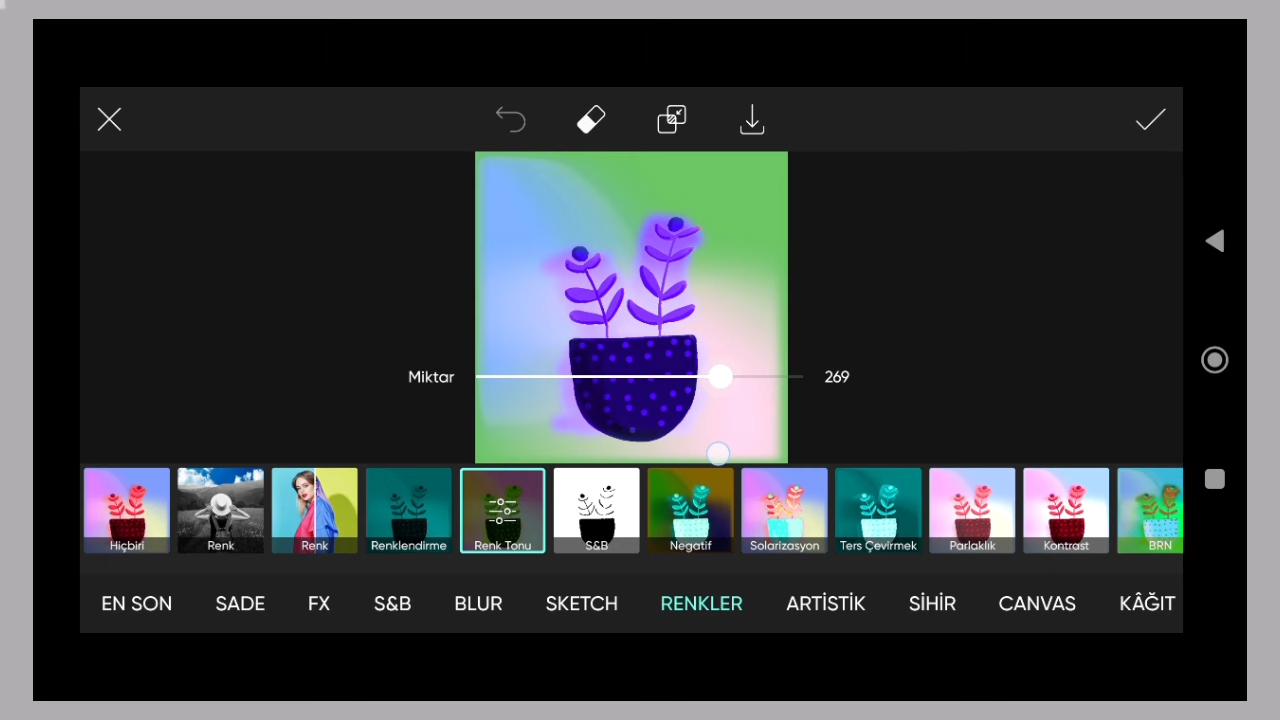 Miktar 269
Hiçbiri Renk Renk Renklendirme Renk Tonu S&B Negatif Solarizasyon Ters Çevirmek Parlaklık Kontrast BRN
EN SON SADE FX S&B BLUR SKETCH RENKLER ARTİSTİK SİHİR CANVAS KÂĞIT